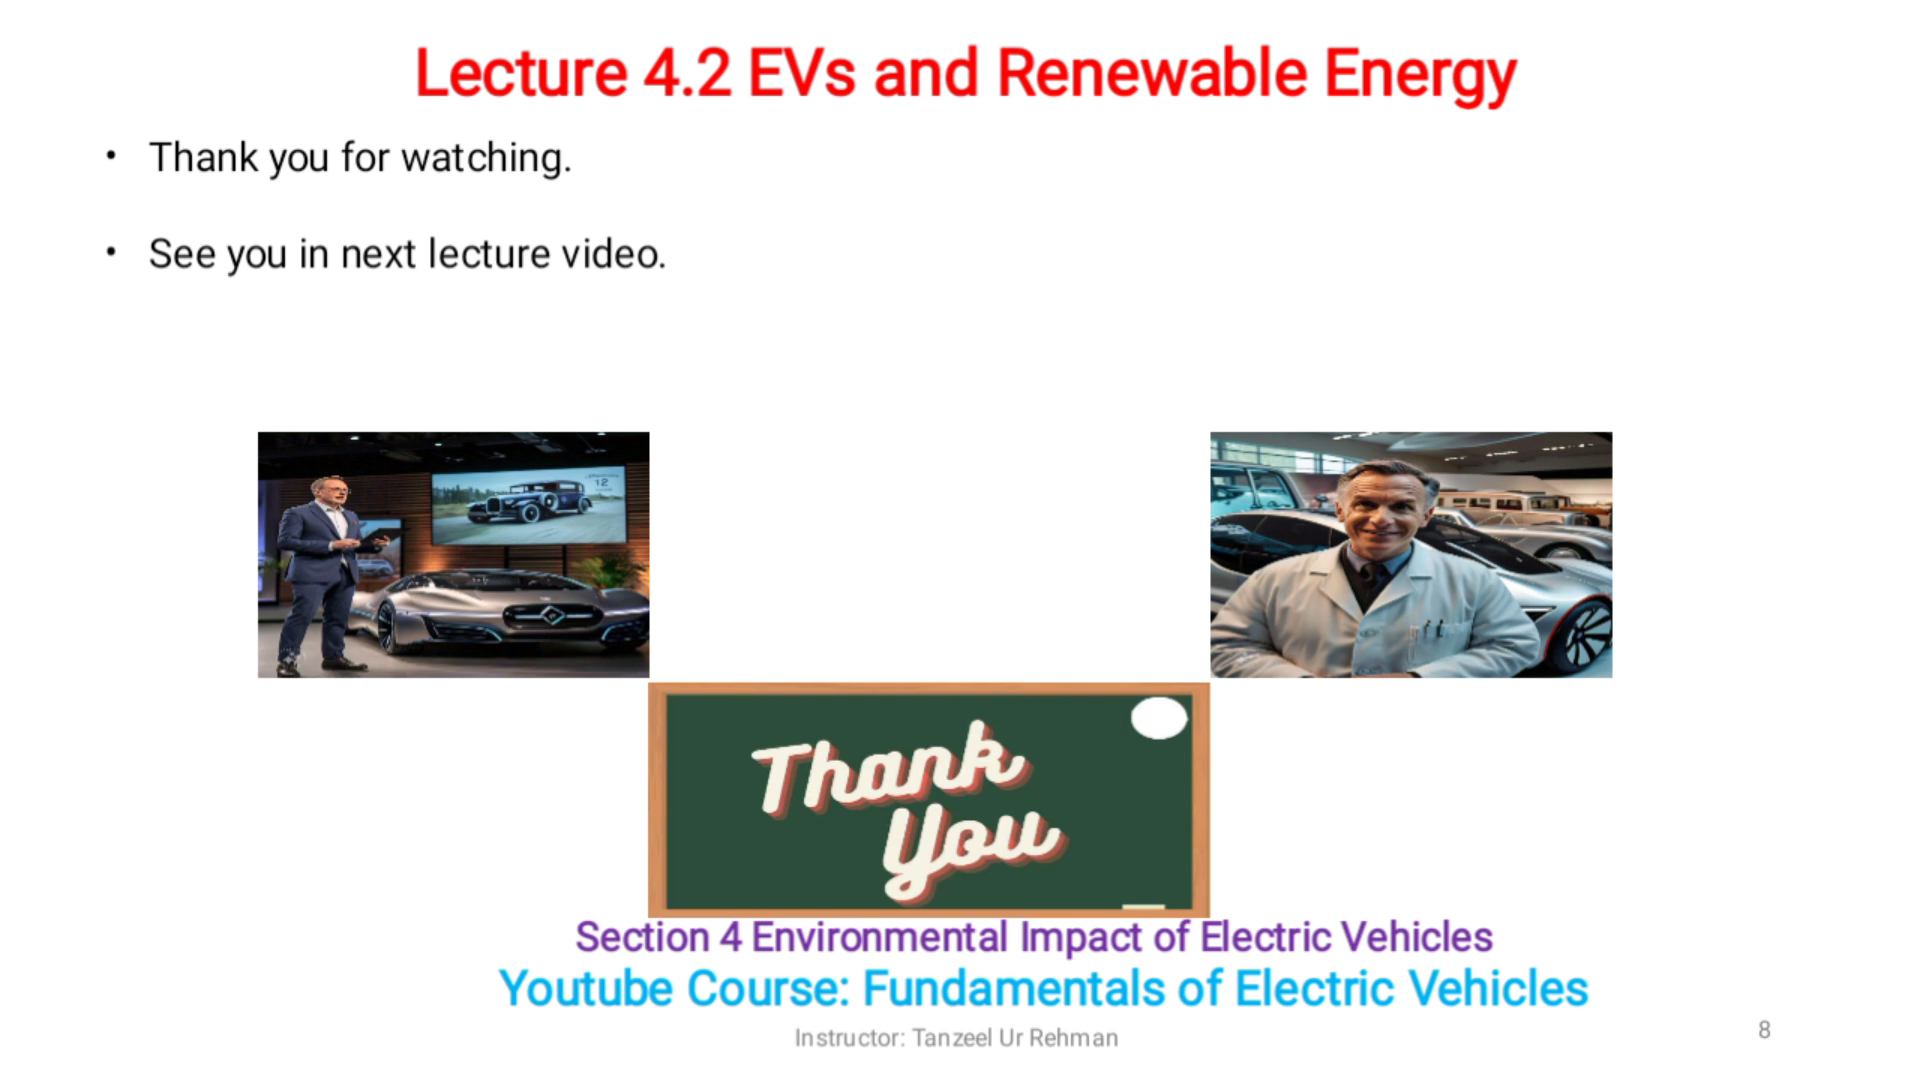 Lecture 4.2 EVs and Renewable Energy
• Thank you for watching.
• See you in next lecture video.
12
Thank
You
Section 4 Environmental Impact of Electric Vehicles
Youtube Course: Fundamentals of Electric Vehicles
Instructor: Tanzeel Ur Rehman
8